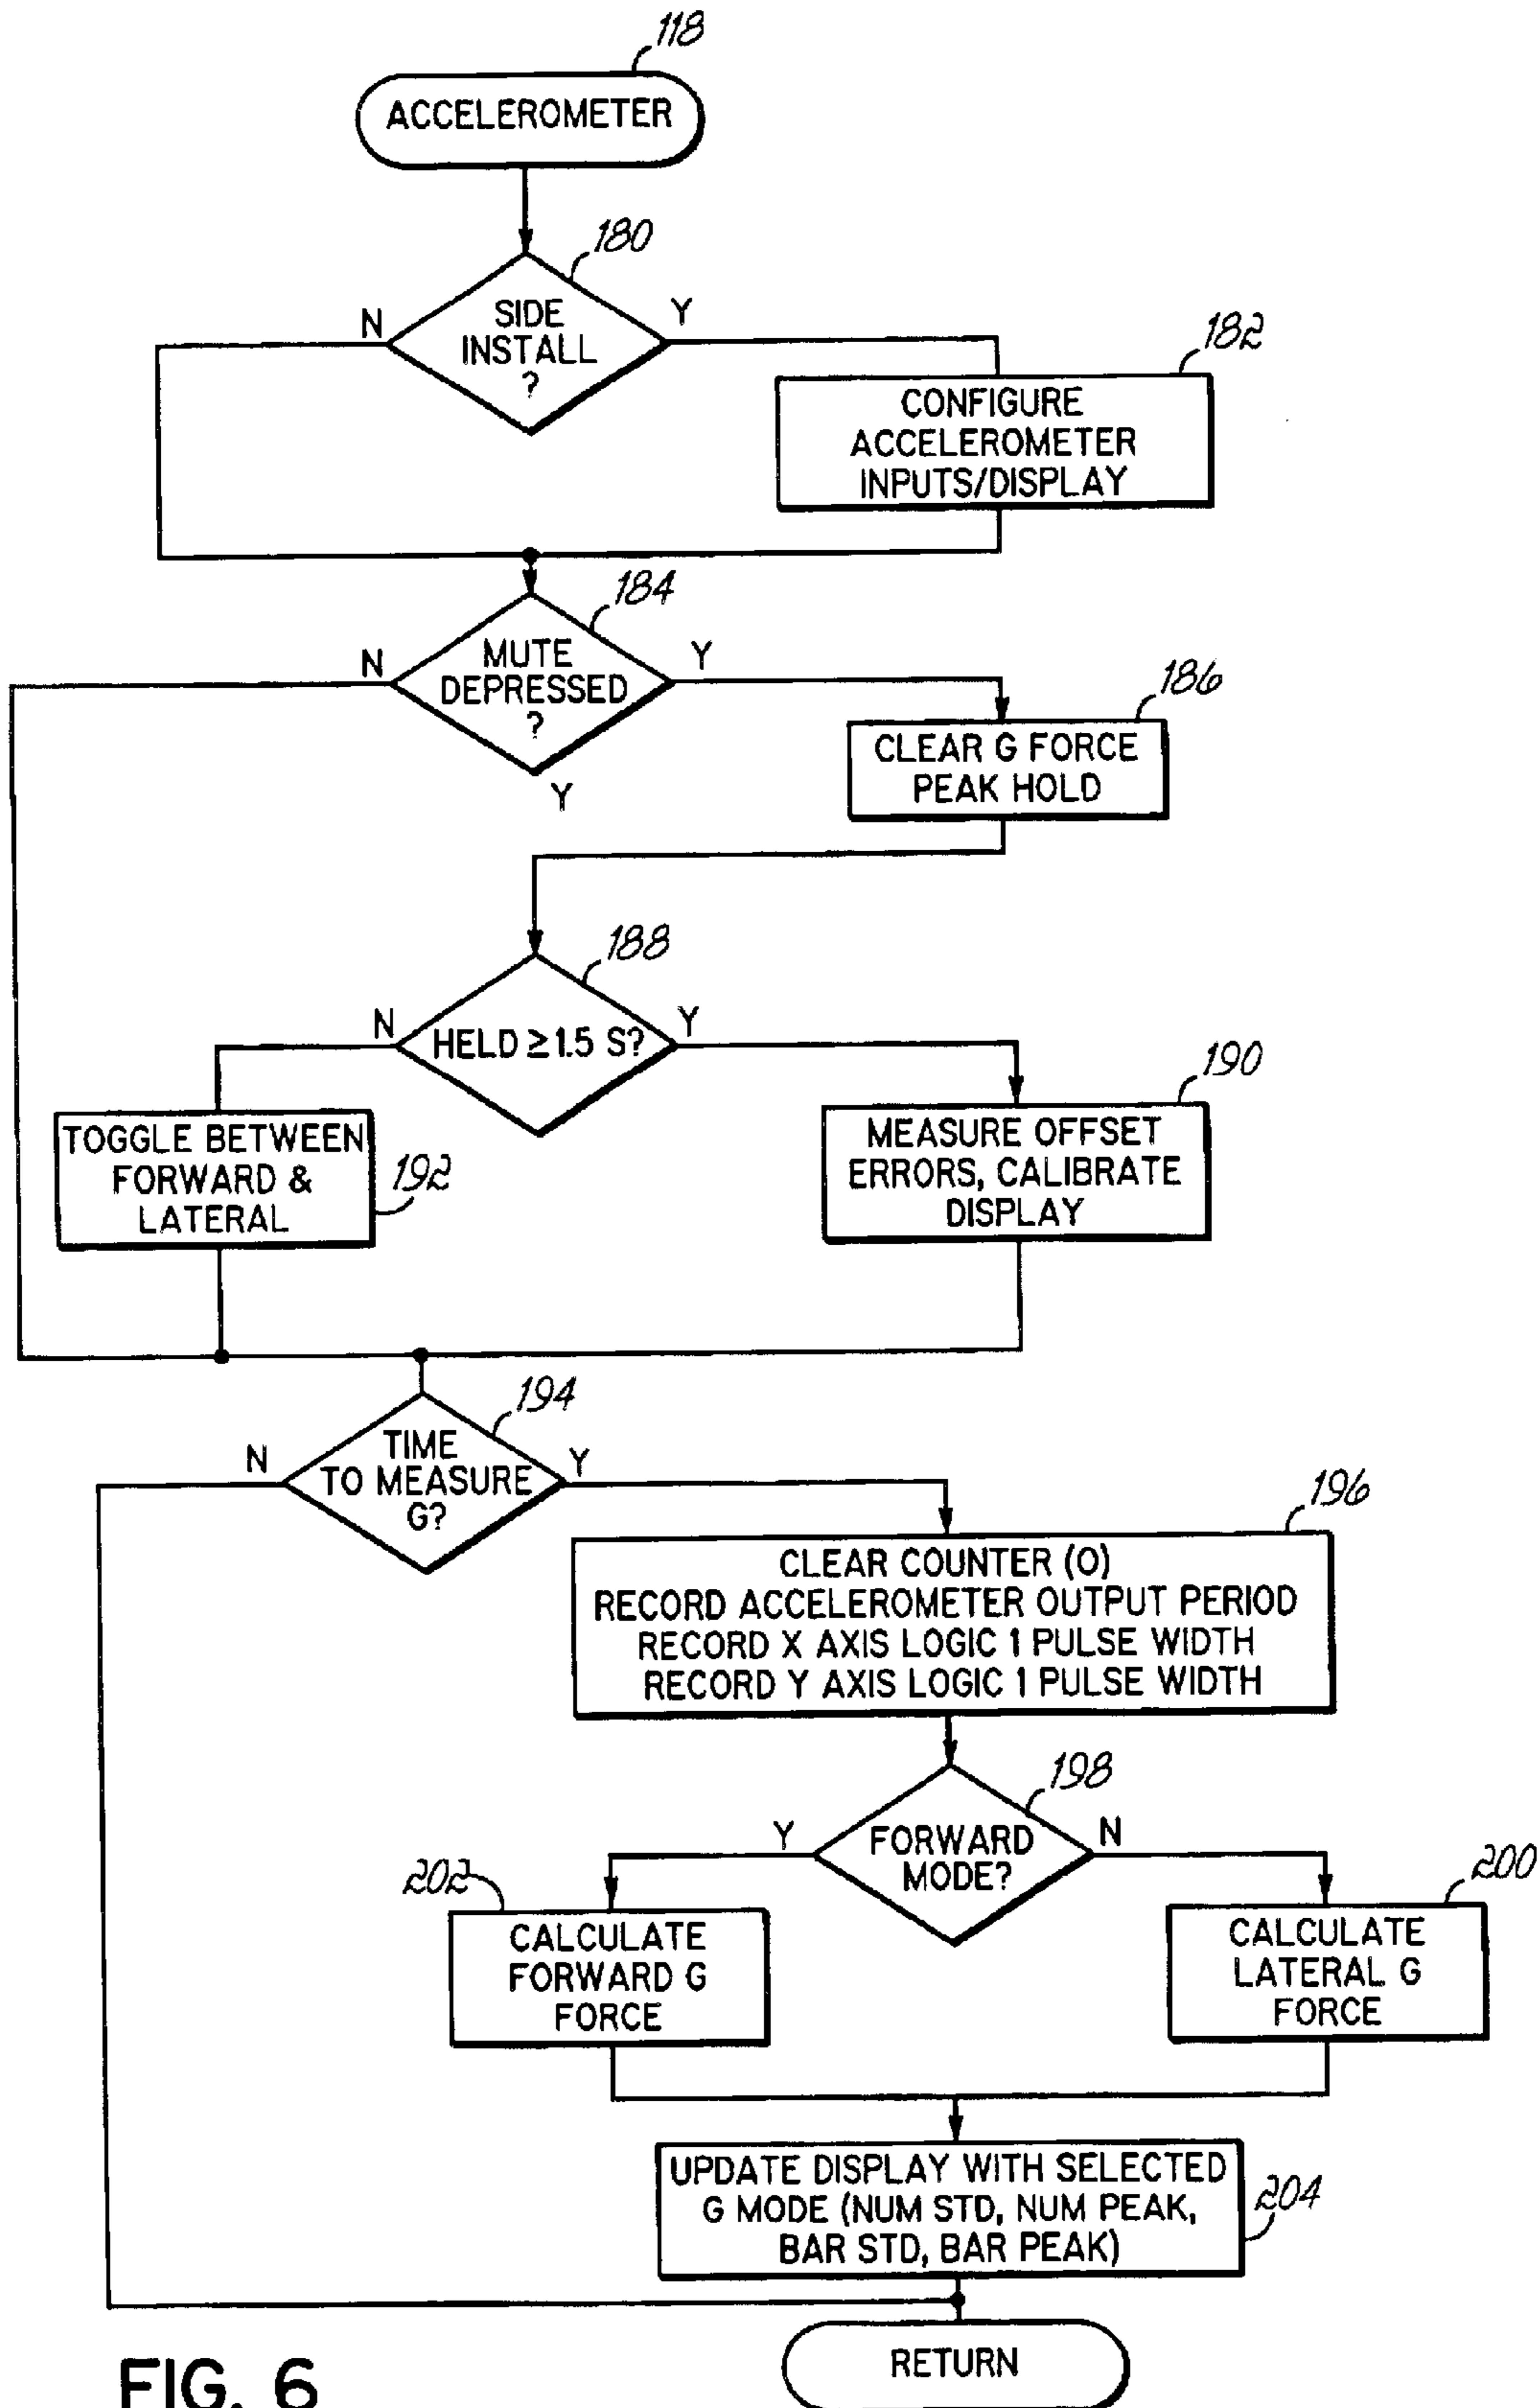 118
ACCELEROMETER
180
N
SIDE
INSTALL
?
Y
182
CONFIGURE
ACCELEROMETER
INPUTS/DISPLAY
184
N
MUTE
DEPRESSED
?
Y
Y
186
CLEAR G FORCE
PEAK HOLD
188
N
HELD ≥1.5 S?
Y
190
TOGGLE BETWEEN
FORWARD &
LATERAL
192
MEASURE OFFSET
ERRORS, CALIBRATE
DISPLAY
194
N
TIME
TO MEASURE
G?
Y
196
CLEAR COUNTER (0)
RECORD ACCELEROMETER OUTPUT PERIOD
RECORD X AXIS LOGIC 1 PULSE WIDTH
RECORD Y AXIS LOGIC 1 PULSE WIDTH
198
Y
FORWARD
MODE?
N
202
CALCULATE
FORWARD G
FORCE
200
CALCULATE
LATERAL G
FORCE
UPDATE DISPLAY WITH SELECTED
G MODE (NUM STD, NUM PEAK,
BAR STD, BAR PEAK)
204
RETURN
FIG. 6